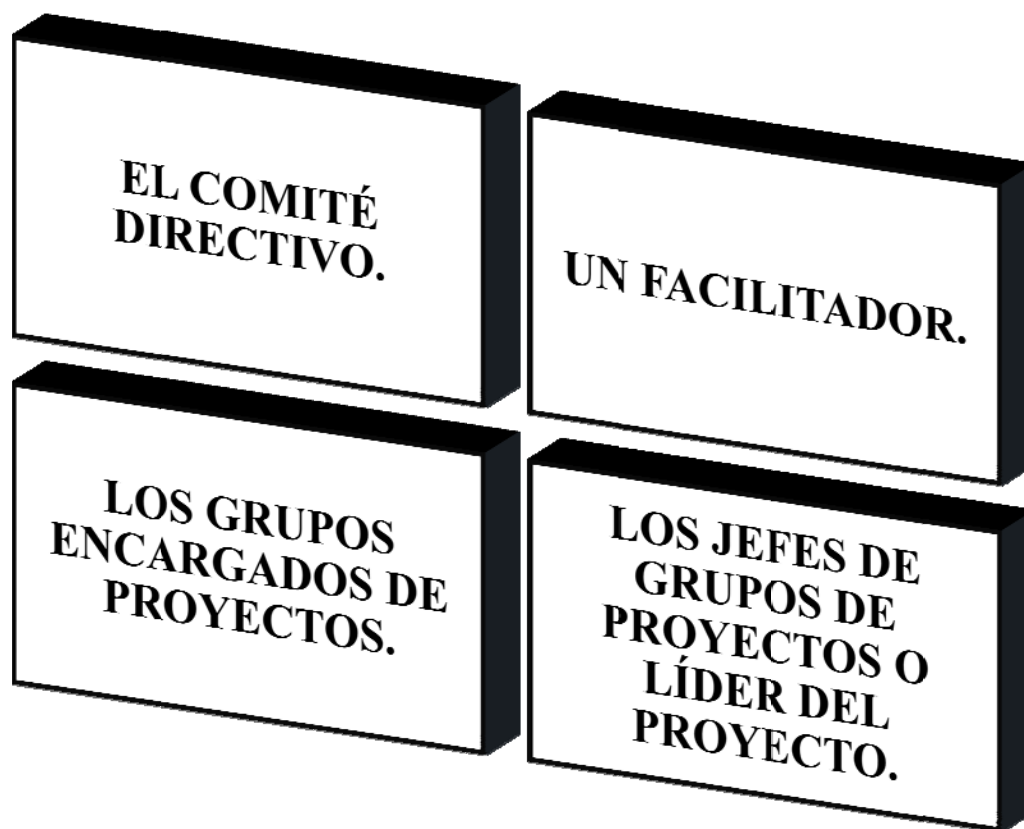 EL COMITÉ
DIRECTIVO.
UN FACILITADOR.
LOS GRUPOS
ENCARGADOS DE
PROYECTOS.
LOS JEFES DE
GRUPOS DE
PROYECTOS O
LÍDER DEL
PROYECTO.